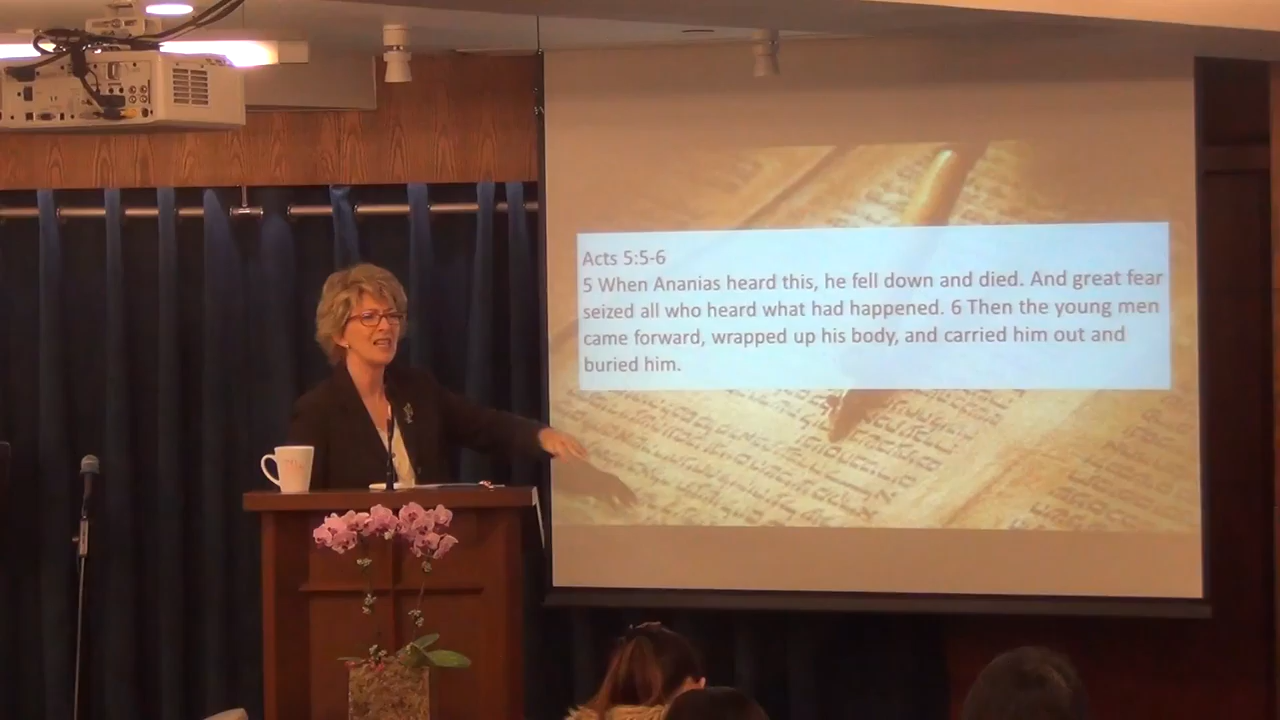 Acts 5:5-6
5 When Ananias heard this, he fell down and died. And great fear
seized all who heard what had happened. 6 Then the young men
came forward, wrapped up his body, and carried him out and
buried him.